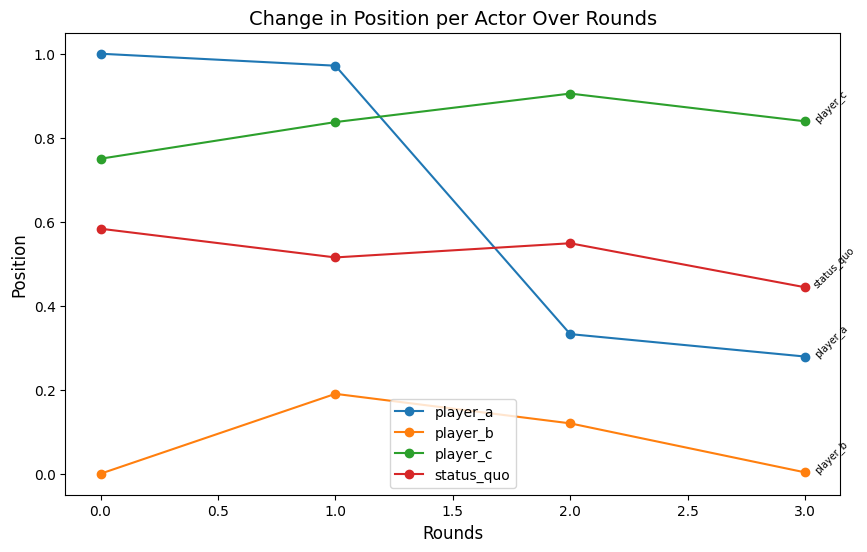 Change in Position per Actor Over Rounds
1.0
0.8
0.6
0.4
0.2
0.0
Position
player_c
status_quo
player_a
player_b
player_a
player_b
player_c
status_quo
0.0 0.5 1.0 1.5 2.0 2.5 3.0
Rounds